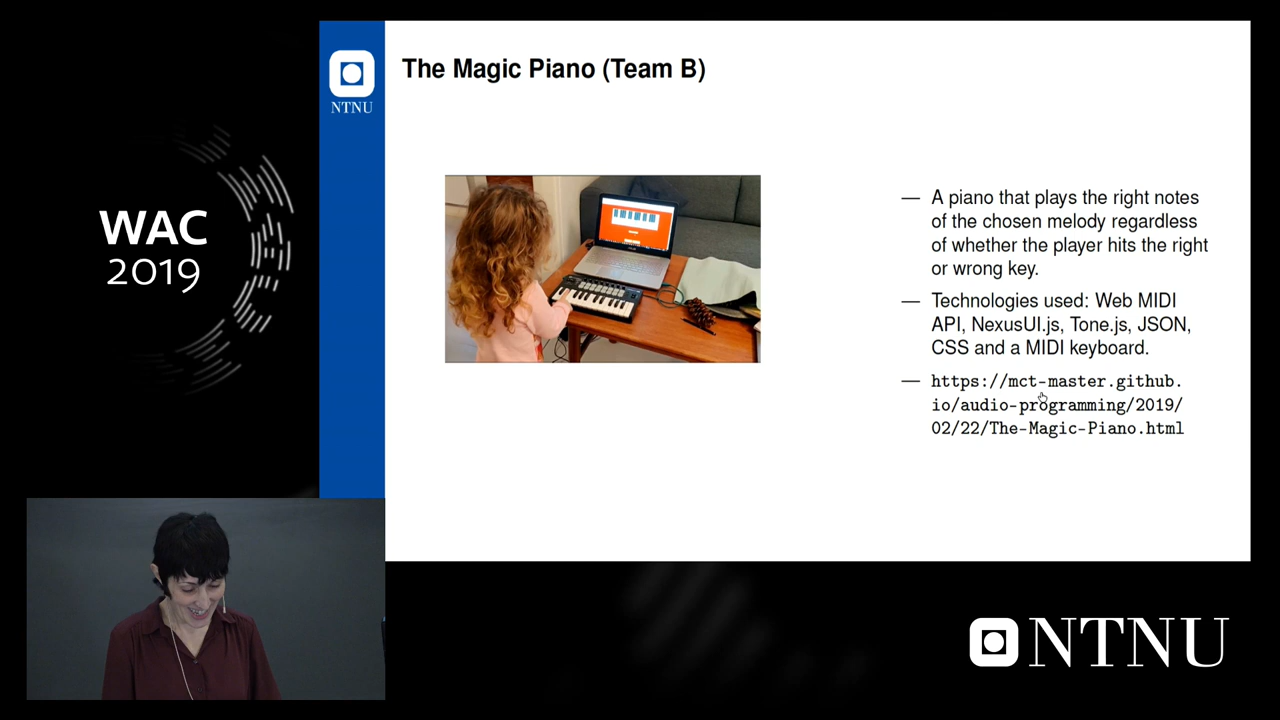 The Magic Piano (Team B)
NTNU
WAC
2019
— A piano that plays the right notes
of the chosen melody regardless
of whether the player hits the right
or wrong key.
— Technologies used: Web MIDI
API, NexusUI.js, Tone.js, JSON,
CSS and a MIDI keyboard.
— https://mct-master.github.
io/audio-programming/2019/
02/22/The-Magic-Piano.html
NTNU